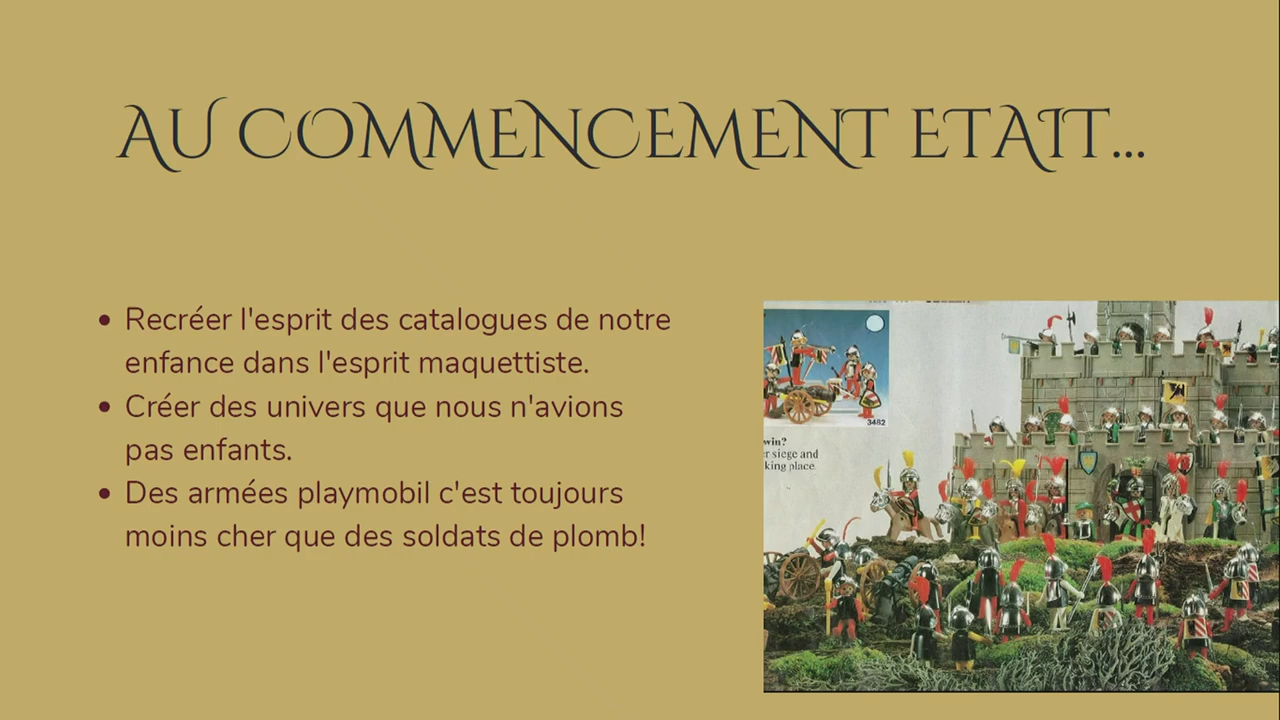 AU COMMENCEMENT ETAIT...
• Recréer l'esprit des catalogues de notre
enfance dans l'esprit maquettiste.
• Créer des univers que nous n'avions
pas enfants.
• Des armées playmobil c'est toujours
moins cher que des soldats de plomb!
3482
win?
r siege and
king place.